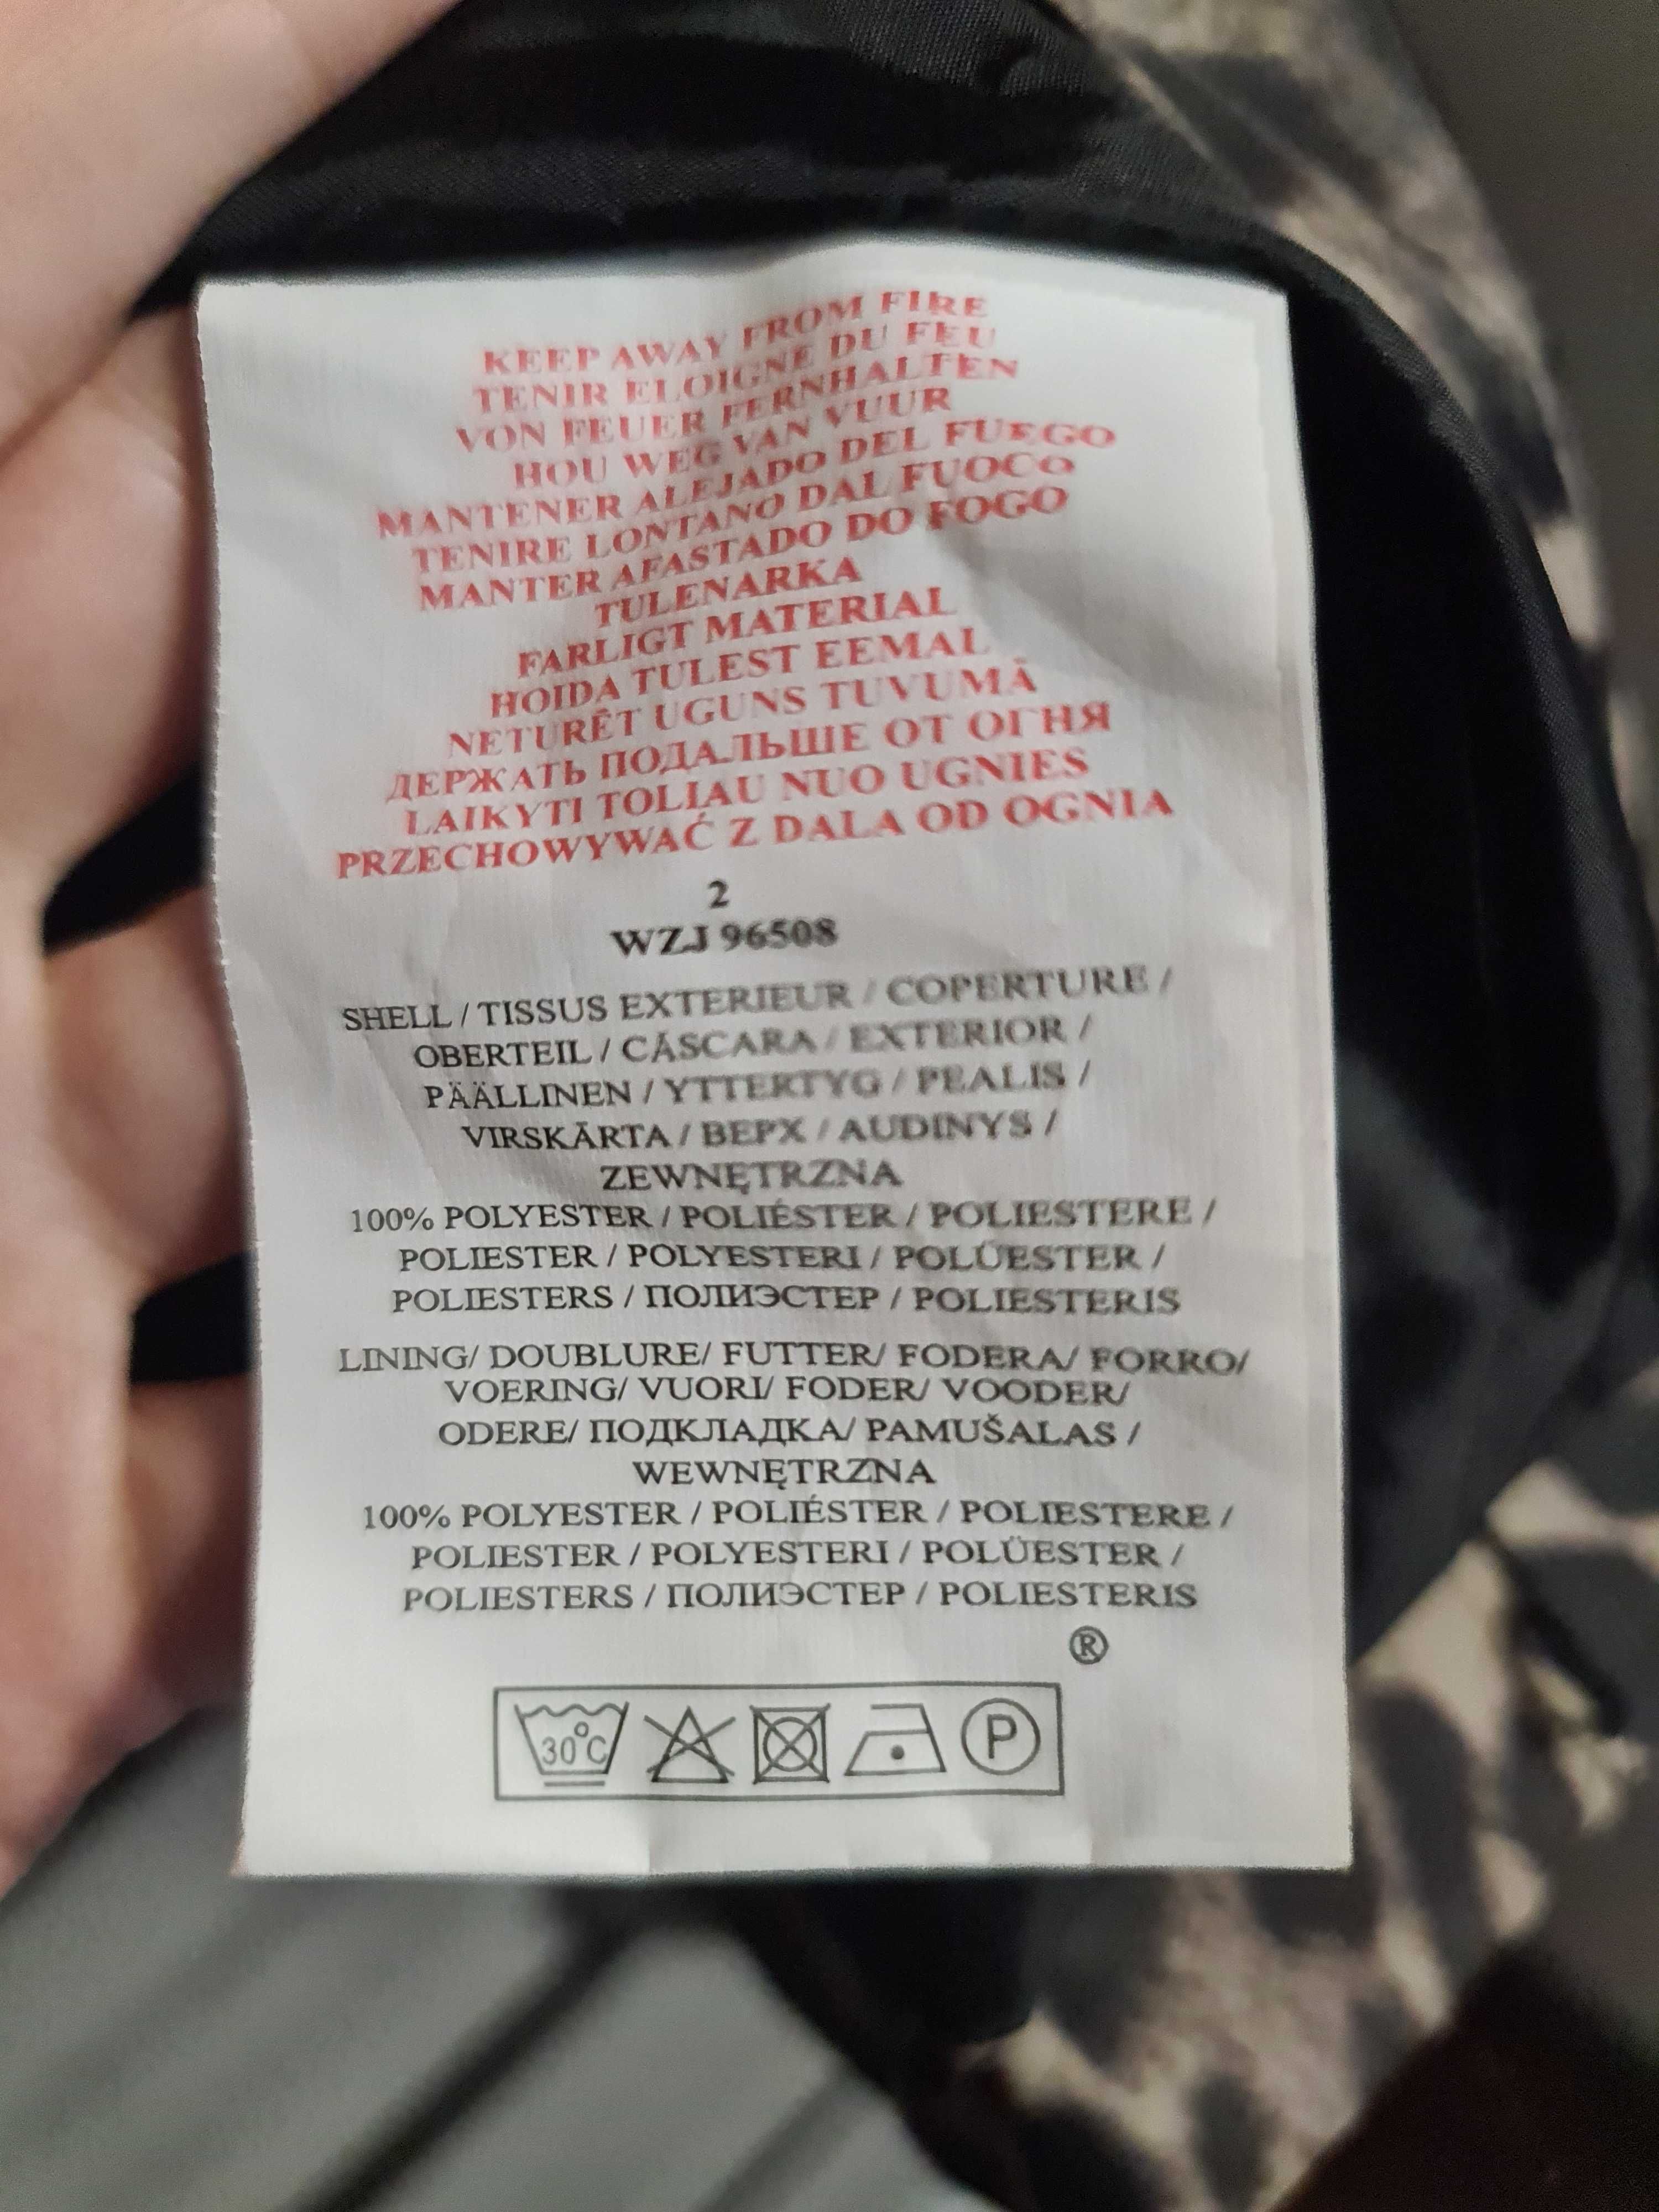 KEEP AWAY FROM FIRE
TENIR ELOIGNE DU FEU
VON FEUER FERNHALTEN
HOU WEG VAN VUUR
MANTENER ALEJADO DEL FUEGO
TENIRE LONTANO DAL FUOCO
MANTER AFASTADO DO FOGO
TULENARKA
FARLIGT MATERIAL
HOIDA TULEST EEMAL
NETURĒT UGUNS TUVUMĀ
ДЕРЖАТЬ ПОДАЛЬШЕ ОТ ОГНЯ
LAIKYTI TOLIAU NUO UGNIES
PRZECHOWYWAĆ Z DALA OD OGNIA
2
WZJ 96508
SHELL / TISSUS EXTERIEUR / COPERTURE /
OBERTEIL / CÁSCARA / EXTERIOR /
PÄÄLLINEN / YTTERTYG / PEALIS /
VIRSKĀRTA / ВЕРХ / AUDINYS /
ZEWNĘTRZNA
100% POLYESTER / POLIÉSTER / POLIESTERE /
POLIESTER / POLYESTERI / POLÜESTER /
POLIESTERS / ПОЛИЭСТЕР / POLIESTERIS
LINING/ DOUBLURE/ FUTTER/ FODERA/ FORRO/
VOERING/ VUORI/ FODER/ VOODER/
ODERE/ ПОДКЛАДКА/ PAMUŠALAS /
WEWNĘTRZNA
100% POLYESTER / POLIÉSTER / POLIESTERE /
POLIESTER / POLYESTERI / POLÜESTER /
POLIESTERS / ПОЛИЭСТЕР / POLIESTERIS
®
30°C P